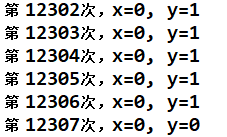 第 12302次，x=0, y=1
第 12303次，x=0, y=1
第 12304次，x=0, y=1
第 12305次，x=0, y=1
第 12306次，x=0, y=1
第 12307次，x=0, y=0